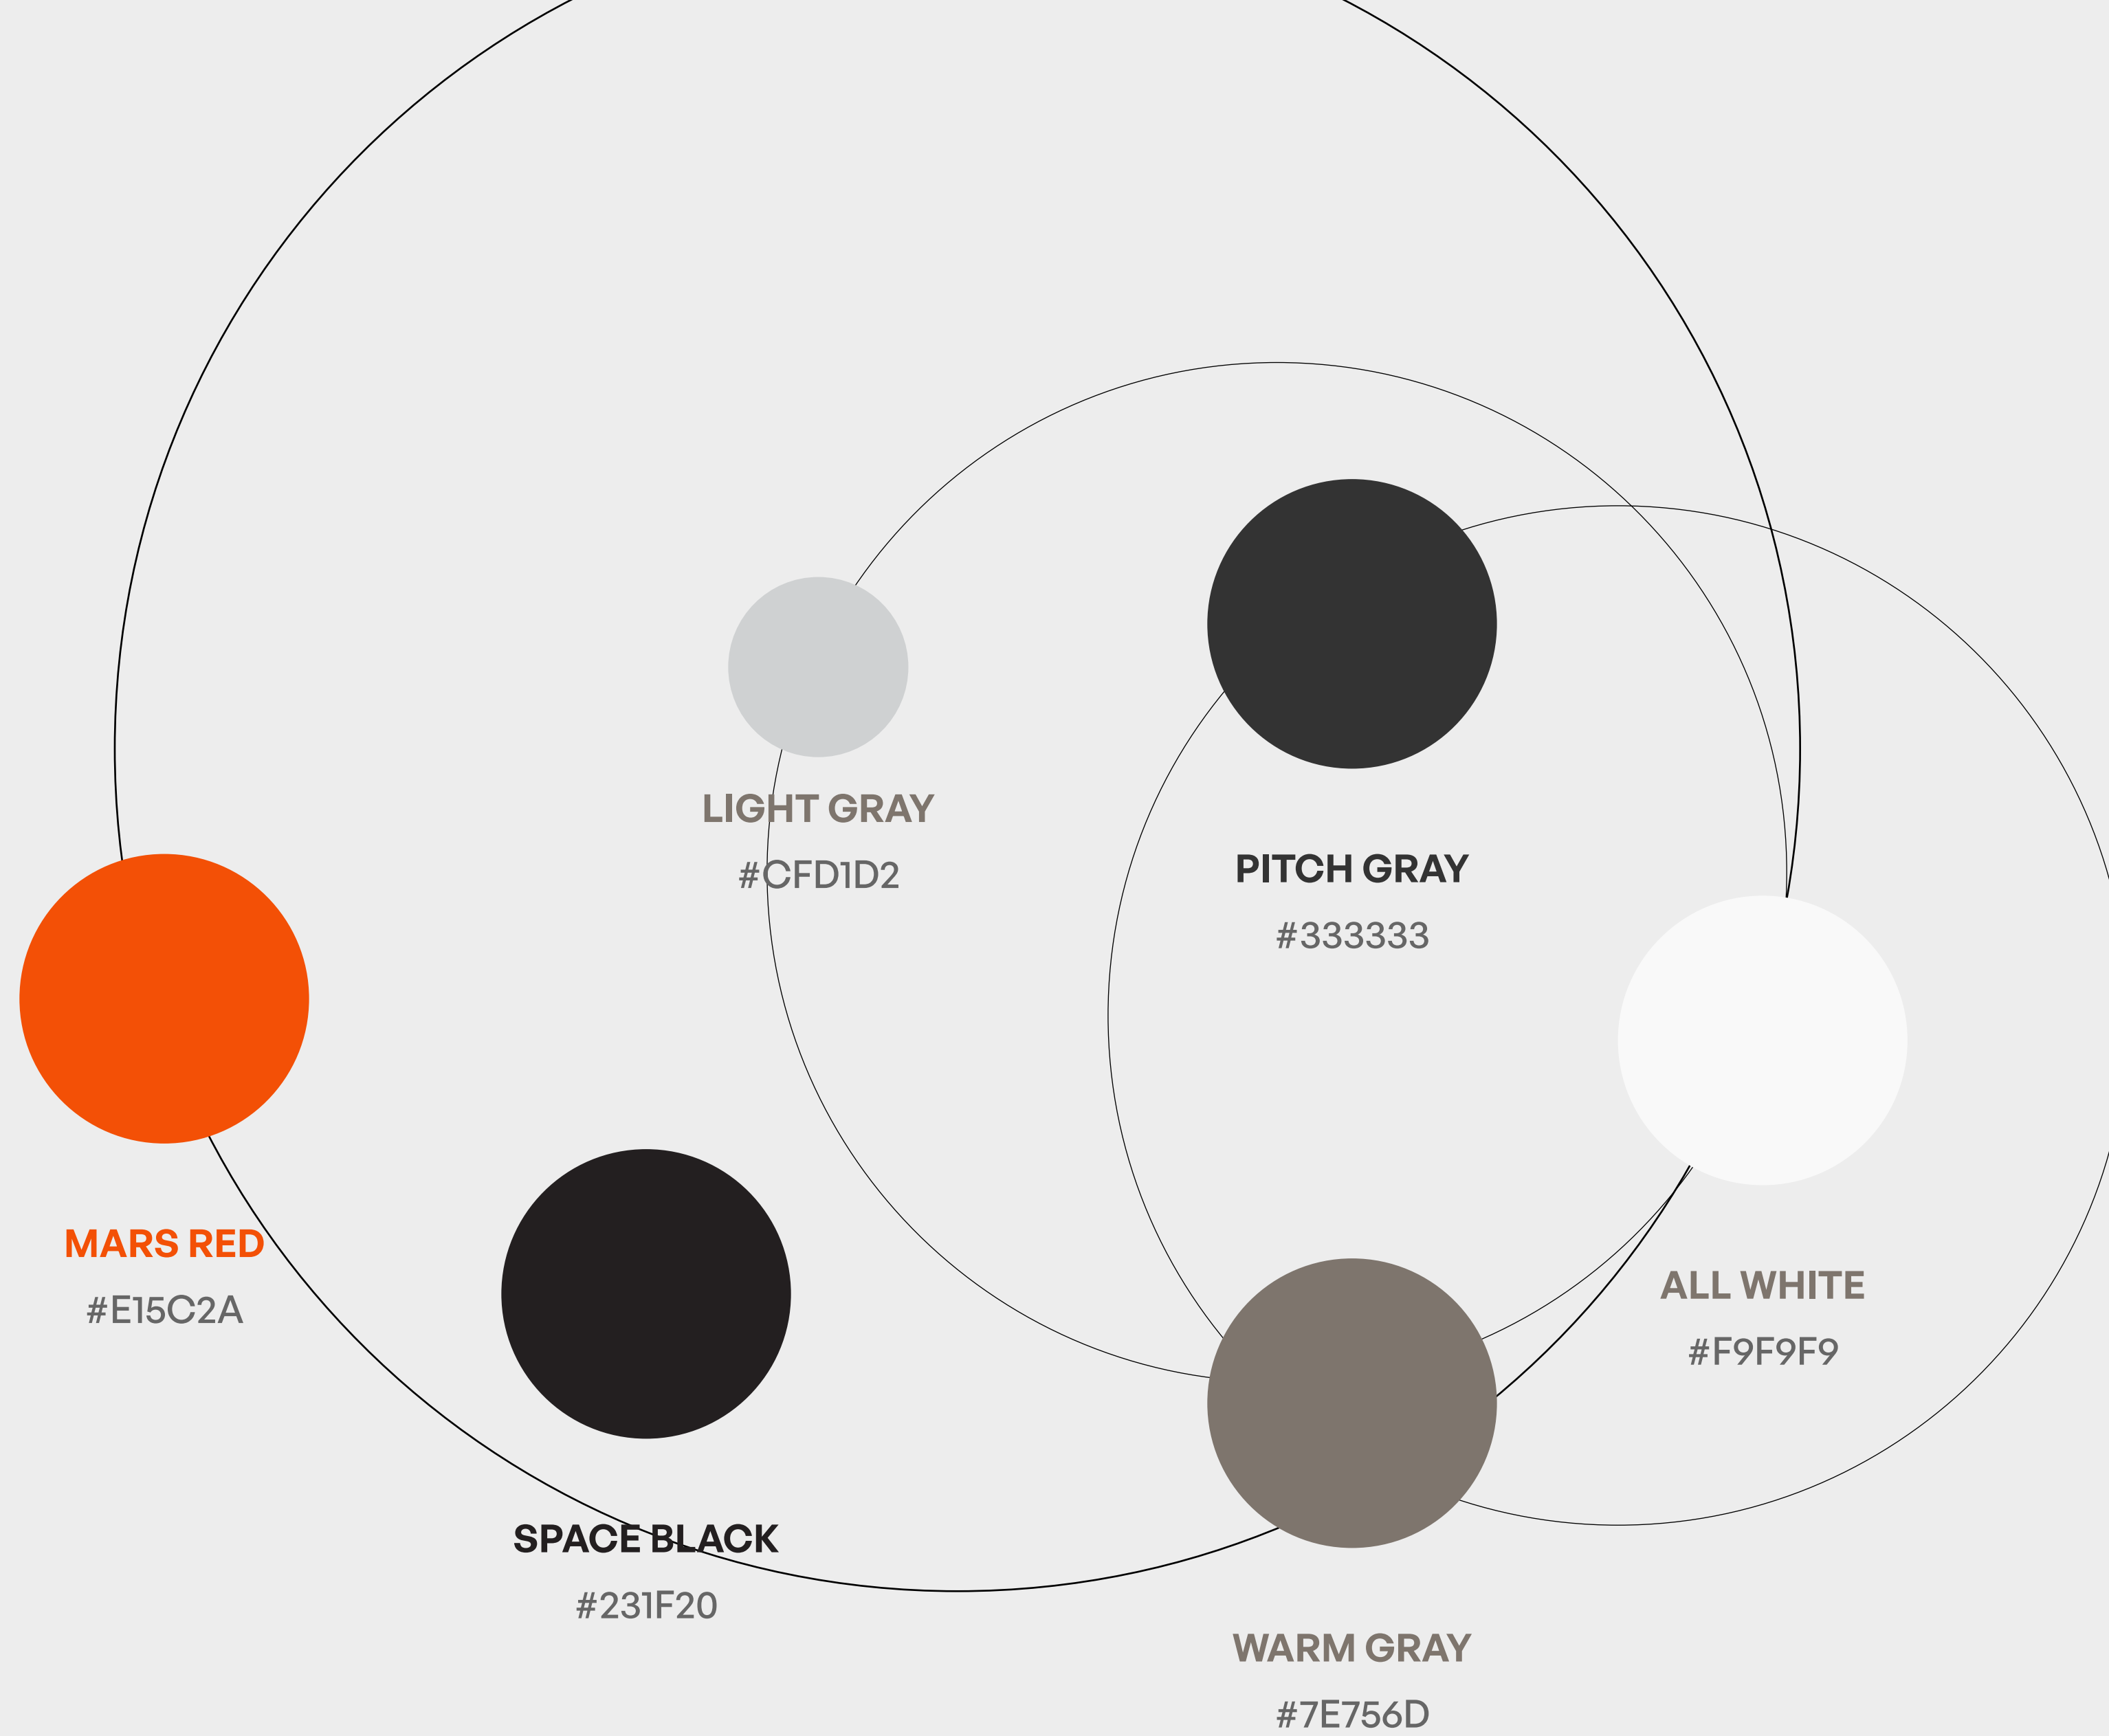 LIGHT GRAY
#CFD1D2
PITCH GRAY
#333333
MARS RED
#E15C2A
ALL WHITE
#F9F9F9
SPACE BLACK
#231F20
WARM GRAY
#7E756D